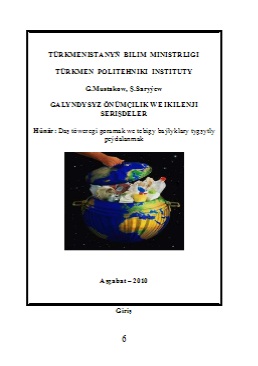 TÜRKMENISTANYŇ BILIM MINISTRLIGI
TÜRKMEN POLITEHNIKI INSTITUTY
G.Mustakow, Ş.Saryýew
GALYNDYSYZ ÖNÜMÇILIK WE IKILENJI
SERIŞDELER
Hünär: Daş töweregi goramak we tebigy baýlyklary tygşytly
peýdalanmak
Aşgabat – 2010
Giriş
6